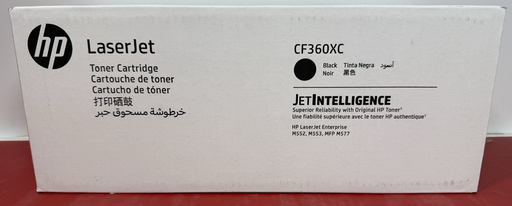 hp
LaserJet
Toner Cartridge
Cartouche de toner
Cartucho de tóner
打印硒鼓
خرطوشة مسحوق حبر
CF360XC
Black Tinta Negra أسود
Noir 黑色
JETINTELLIGENCE
Superior Reliability with Original HP Toner¹
Une fiabilité supérieure avec le toner HP authentique¹
HP LaserJet Enterprise
M552, M553, MFP M577